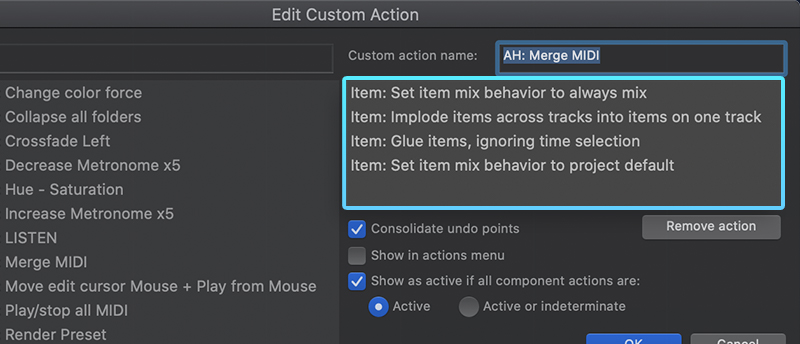 Edit Custom Action
Custom action name: AH: Merge MIDI
Change color force
Collapse all folders
Crossfade Left
Decrease Metronome x5
Hue - Saturation
Increase Metronome x5
LISTEN
Merge MIDI
Move edit cursor Mouse + Play from Mouse
Play/stop all MIDI
Render Preset
Item: Set item mix behavior to always mix
Item: Implode items across tracks into items on one track
Item: Glue items, ignoring time selection
Item: Set item mix behavior to project default
Consolidate undo points
Remove action
Show in actions menu
Show as active if all component actions are:
Active
Active or indeterminate
OK
Cancel